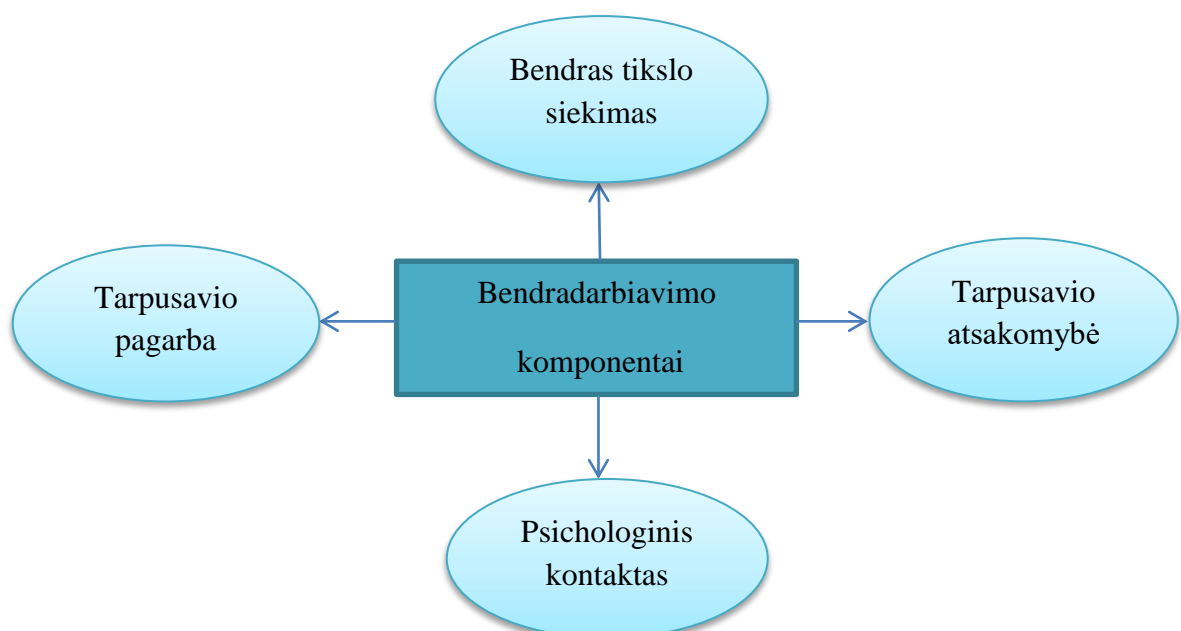 Bendras tikslo
siekimas
Tarpusavio
pagarba
Bendradarbiavimo
komponentai
Tarpusavio
atsakomybė
Psichologinis
kontaktas